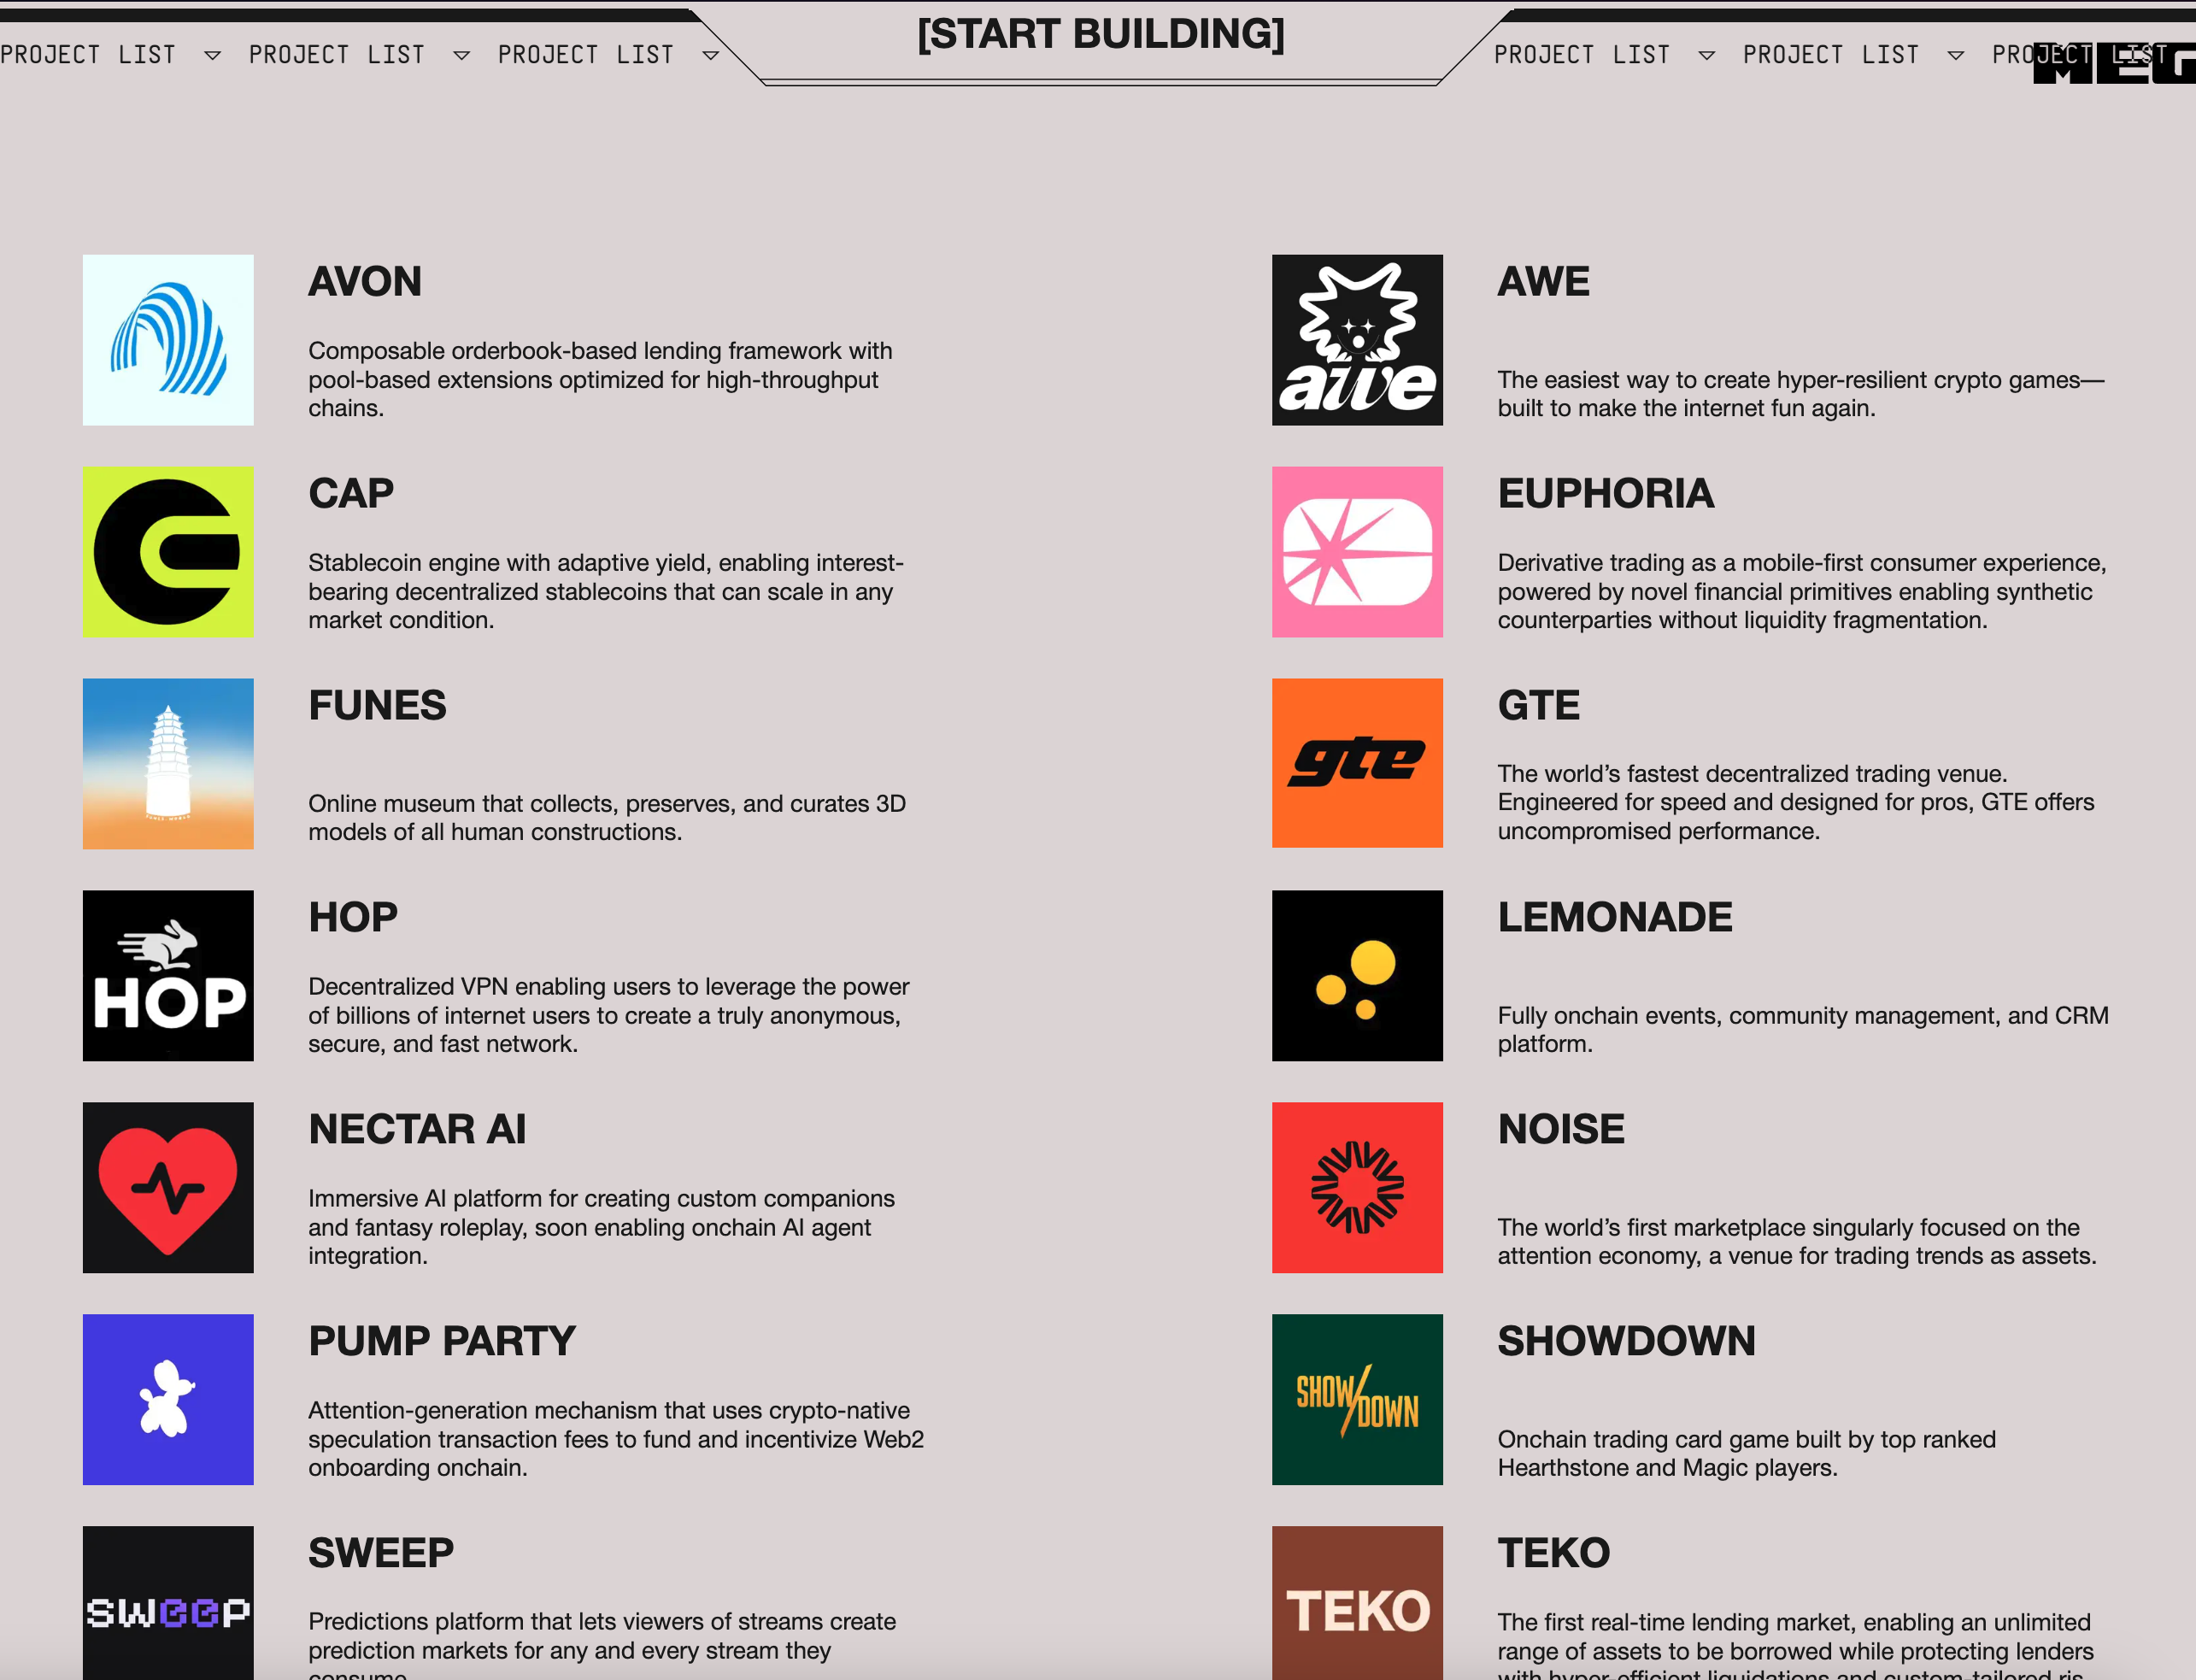 [START BUILDING]
PROJECT LIST ▽ PROJECT LIST ▽ PROJECT LIST ▽
PROJECT LIST ▽ PROJECT LIST ▽ PROJECT LIST
MEG
AVON
Composable orderbook-based lending framework with
pool-based extensions optimized for high-throughput
chains.
awe
AWE
The easiest way to create hyper-resilient crypto games—
built to make the internet fun again.
CAP
Stablecoin engine with adaptive yield, enabling interest-
bearing decentralized stablecoins that can scale in any
market condition.
EUPHORIA
Derivative trading as a mobile-first consumer experience,
powered by novel financial primitives enabling synthetic
counterparties without liquidity fragmentation.
FUNES
Online museum that collects, preserves, and curates 3D
models of all human constructions.
gte
GTE
The world’s fastest decentralized trading venue.
Engineered for speed and designed for pros, GTE offers
uncompromised performance.
HOP
HOP
Decentralized VPN enabling users to leverage the power
of billions of internet users to create a truly anonymous,
secure, and fast network.
LEMONADE
Fully onchain events, community management, and CRM
platform.
NECTAR AI
Immersive AI platform for creating custom companions
and fantasy roleplay, soon enabling onchain AI agent
integration.
NOISE
The world’s first marketplace singularly focused on the
attention economy, a venue for trading trends as assets.
PUMP PARTY
Attention-generation mechanism that uses crypto-native
speculation transaction fees to fund and incentivize Web2
onboarding onchain.
SHOW/DOWN
SHOWDOWN
Onchain trading card game built by top ranked
Hearthstone and Magic players.
sweep
SWEEP
Predictions platform that lets viewers of streams create
prediction markets for any and every stream they
consume.
TEKO
TEKO
The first real-time lending market, enabling an unlimited
range of assets to be borrowed while protecting lenders
with hyper-efficient liquidations and custom-tailored ris